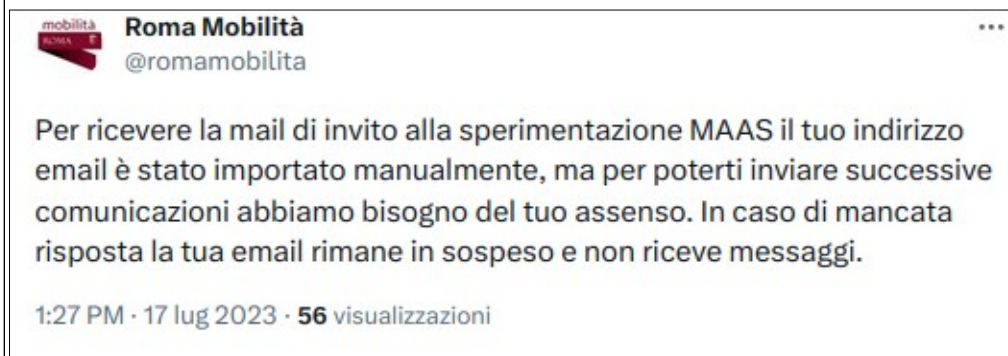 mobilità
ROMA
Roma Mobilità
@romamobilita
Per ricevere la mail di invito alla sperimentazione MAAS il tuo indirizzo
email è stato importato manualmente, ma per poterti inviare successive
comunicazioni abbiamo bisogno del tuo assenso. In caso di mancata
risposta la tua email rimane in sospeso e non riceve messaggi.
1:27 PM · 17 lug 2023 · 56 visualizzazioni